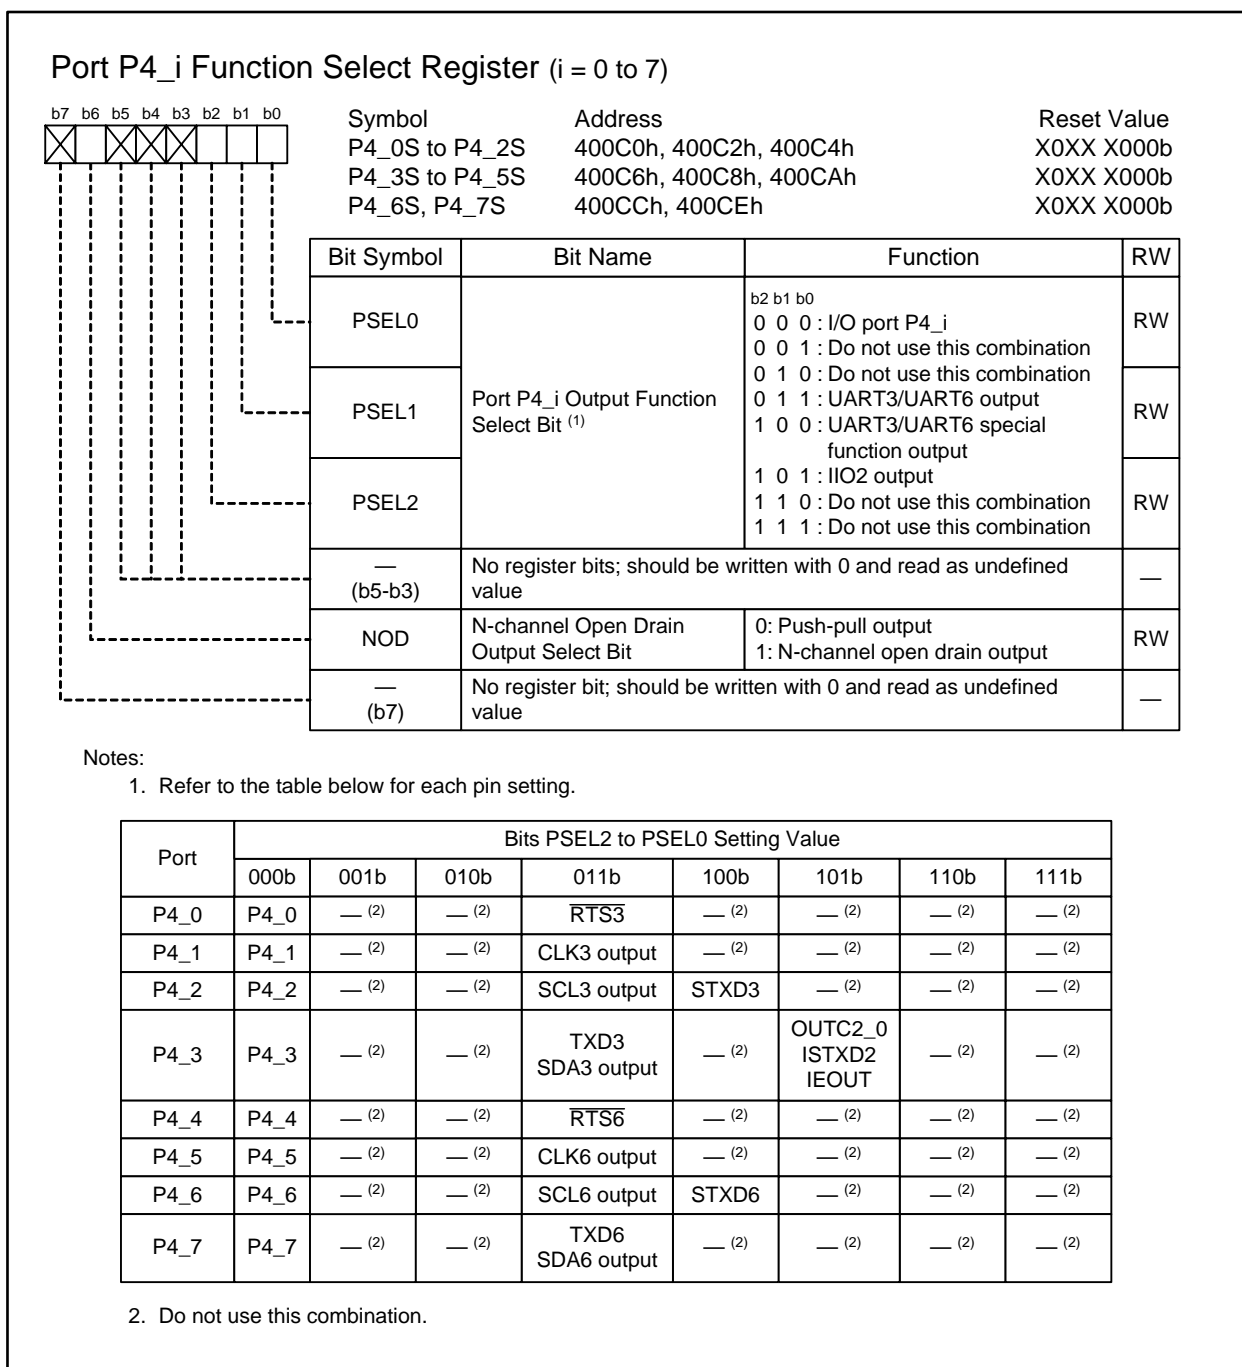 Port P4_i Function Select Register (i = 0 to 7)
b7 b6 b5 b4 b3 b2 b1 b0
Symbol Address Reset Value
P4_0S to P4_2S 400C0h, 400C2h, 400C4h X0XX X000b
P4_3S to P4_5S 400C6h, 400C8h, 400CAh X0XX X000b
P4_6S, P4_7S 400CCh, 400CEh X0XX X000b
Bit Symbol Bit Name Function RW
PSEL0 RW
PSEL1 RW
PSEL2 RW
Port P4_i Output Function
Select Bit (1)
b2 b1 b0
0 0 0 : I/O port P4_i
0 0 1 : Do not use this combination
0 1 0 : Do not use this combination
0 1 1 : UART3/UART6 output
1 0 0 : UART3/UART6 special
function output
1 0 1 : IIO2 output
1 1 0 : Do not use this combination
1 1 1 : Do not use this combination
—
(b5-b3)
No register bits; should be written with 0 and read as undefined
value
—
NOD
N-channel Open Drain
Output Select Bit
0: Push-pull output
1: N-channel open drain output
RW
—
(b7)
No register bit; should be written with 0 and read as undefined
value
—
Notes:
1. Refer to the table below for each pin setting.
Port Bits PSEL2 to PSEL0 Setting Value
000b 001b 010b 011b 100b 101b 110b 111b
P4_0 P4_0 — (2) — (2) RTS3 — (2) — (2) — (2) — (2)
P4_1 P4_1 — (2) — (2) CLK3 output — (2) — (2) — (2) — (2)
P4_2 P4_2 — (2) — (2) SCL3 output STXD3 — (2) — (2) — (2)
P4_3 P4_3 — (2) — (2) TXD3
SDA3 output — (2) OUTC2_0
ISTXD2
IEOUT — (2) — (2)
P4_4 P4_4 — (2) — (2) RTS6 — (2) — (2) — (2) — (2)
P4_5 P4_5 — (2) — (2) CLK6 output — (2) — (2) — (2) — (2)
P4_6 P4_6 — (2) — (2) SCL6 output STXD6 — (2) — (2) — (2)
P4_7 P4_7 — (2) — (2) TXD6
SDA6 output — (2) — (2) — (2) — (2)
2. Do not use this combination.